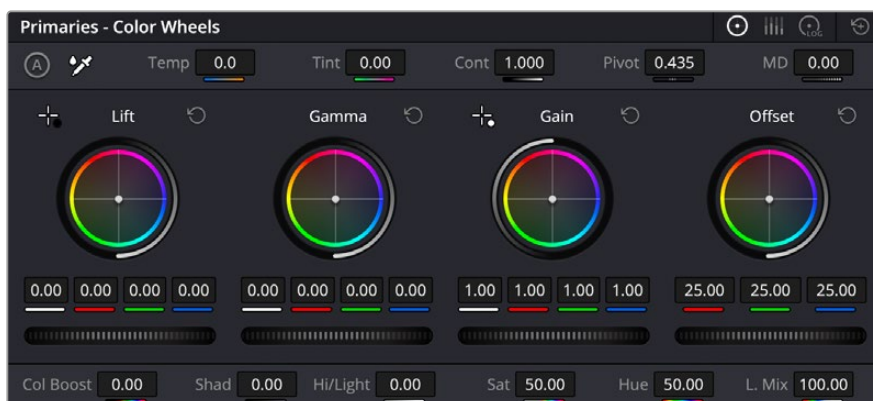 Primaries - Color Wheels LOG
A Temp 0.0 Tint 0.00 Cont 1.000 Pivot 0.435 MD 0.00
Lift Gamma Gain Offset
0.00 0.00 0.00 0.00 0.00 0.00 0.00 0.00 1.00 1.00 1.00 1.00 25.00 25.00 25.00
Col Boost 0.00 Shad 0.00 Hi/Light 0.00 Sat 50.00 Hue 50.00 L. Mix 100.00